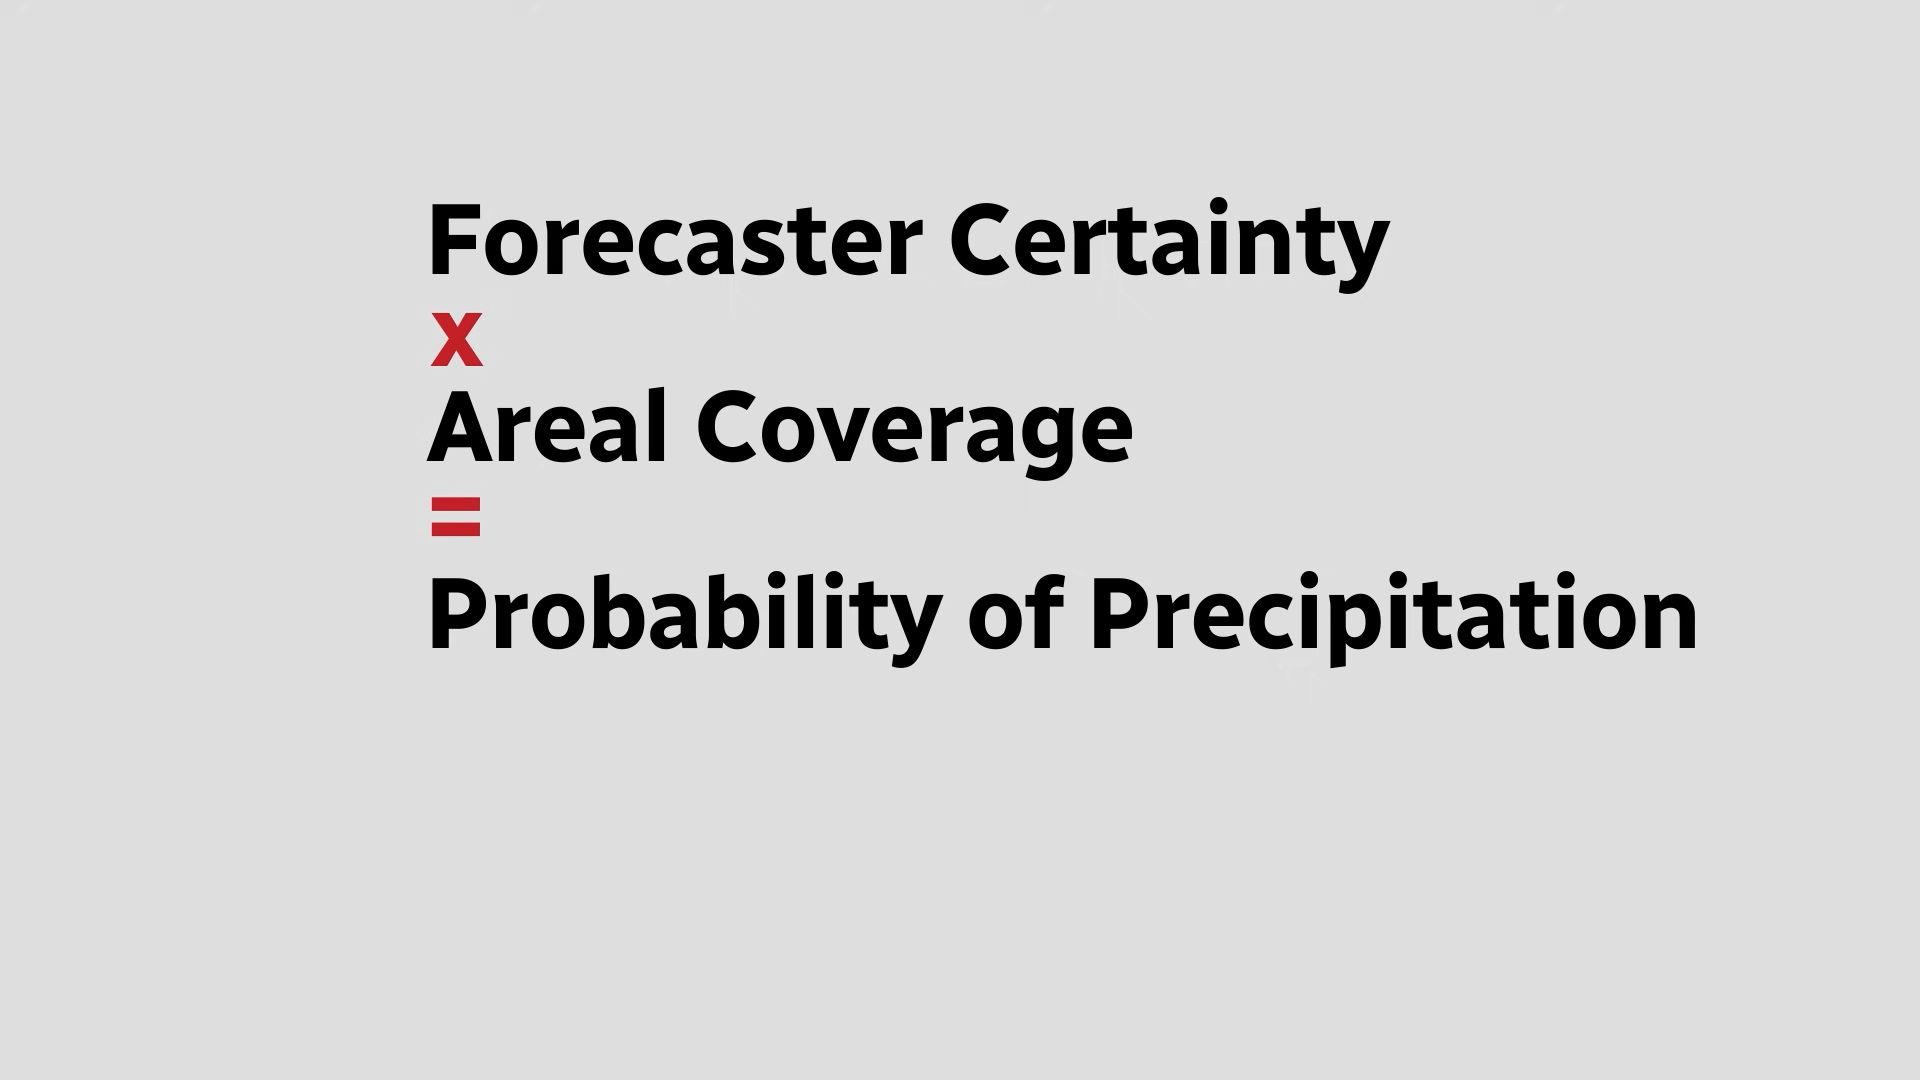 Forecaster Certainty
x
Areal Coverage
=
Probability of Precipitation